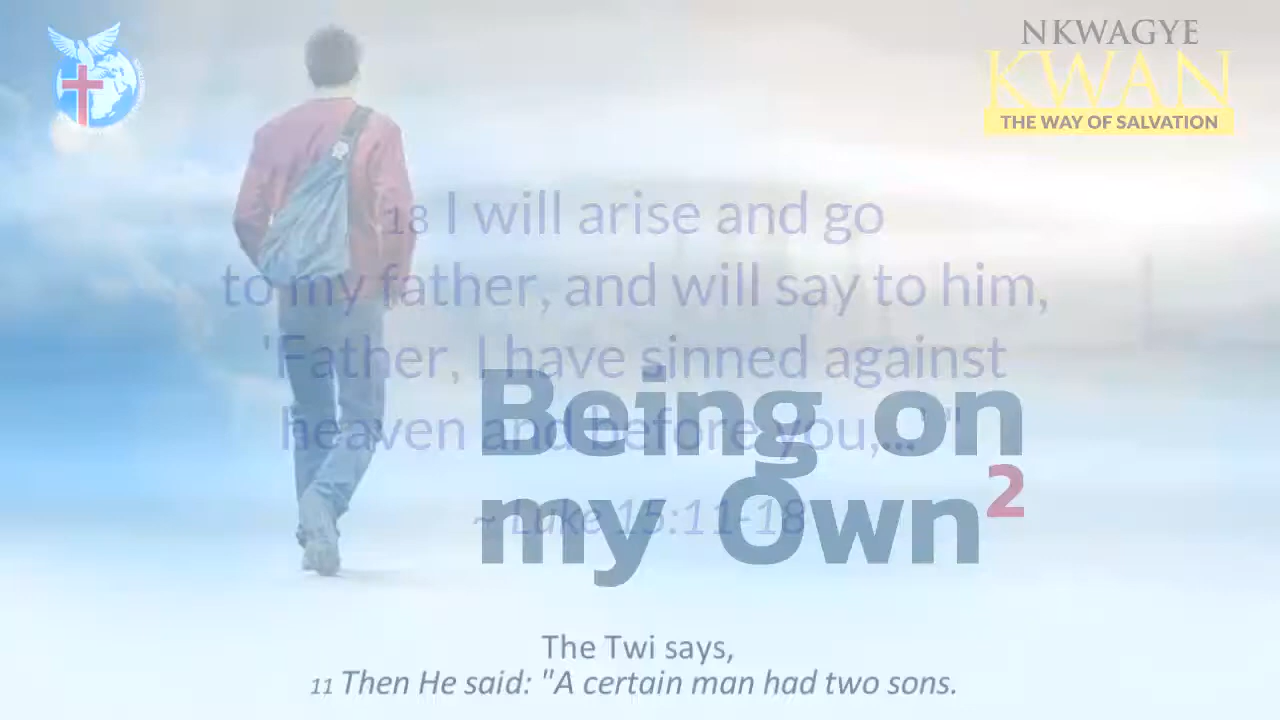 NKWAGYE
KWAN
THE WAY OF SALVATION
18 I will arise and go
to my father, and will say to him,
'Father, I have sinned against
heaven and before you,..." "
~ Luke 15:11-18
Being on
my Own2
The Twi says,
11 Then He said: "A certain man had two sons.